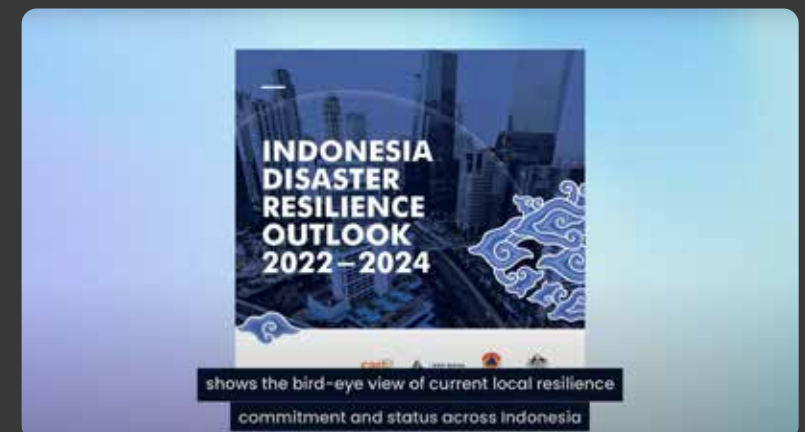 INDONESIA
DISASTER
RESILIENCE
OUTLOOK
2022–2024
shows the bird-eye view of current local resilience
commitment and status across Indonesia